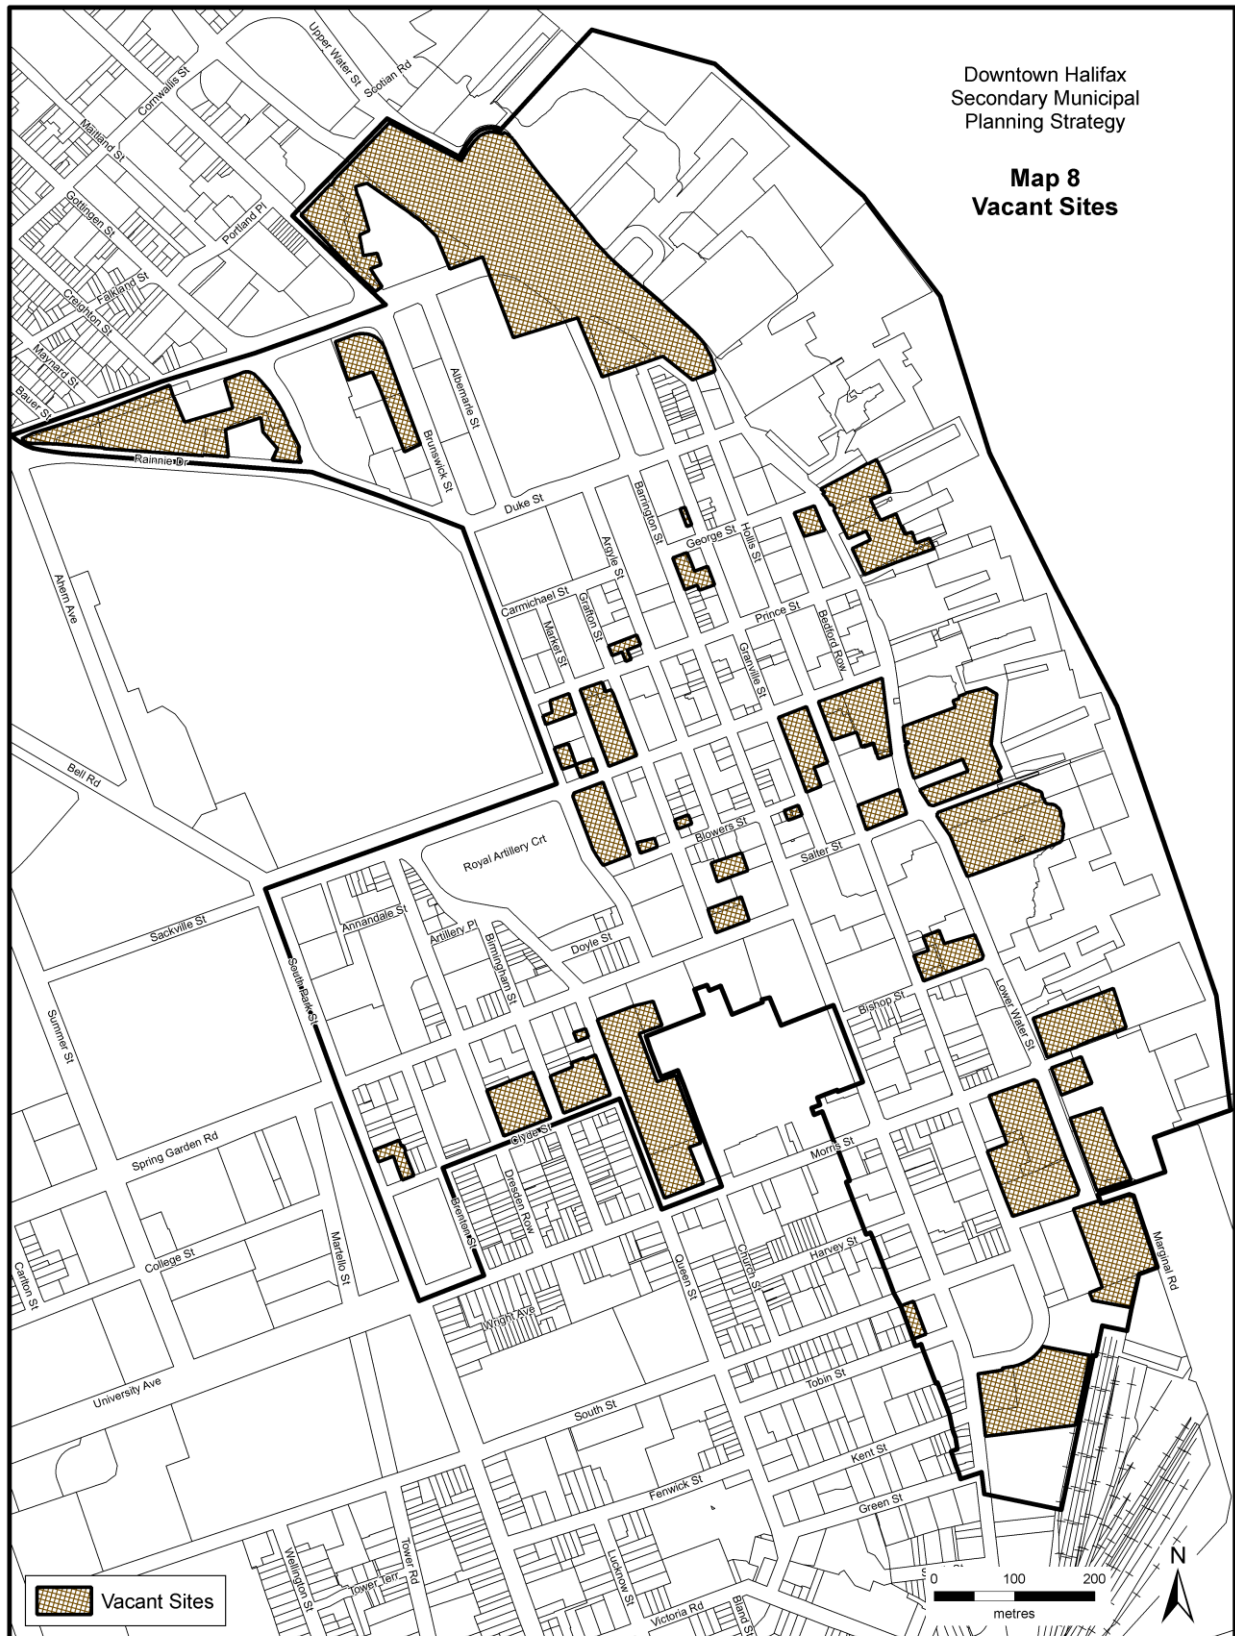 Downtown Halifax
Secondary Municipal
Planning Strategy
Map 8
Vacant Sites
Upper Water St
Scotian Rd
Cornwallis St
Maitland St
Gottingen St
Portland Pl
Falkland St
Creighton St
Maynard St
Bauer St
Rainnie Dr
Albemarle St
Brunswick St
Duke St
Barrington St
Argyle St
George St
Hollis St
Ahern Ave
Carmichael St
Grafton St
Market St
Prince St
Bedford Row
Granville St
Bell Rd
Blowers St
Salter St
Royal Artillery Crt
Annandale St
Artillery Pl
Birmingham St
Doyle St
Sackville St
South Park St
Summer St
Bishop St
Lower Water St
Spring Garden Rd
Clyde St
Morris St
Dresden Row
Brenton St
Martello St
College St
Carlton St
Queen St
Church St
Harvey St
Marginal Rd
Wright Ave
Tobin St
University Ave
South St
Kent St
Fenwick St
Green St
Wellington St
Tower Terr
Tower Rd
Lucknow St
Victoria Rd
Bland St
Vacant Sites
0 100 200
metres
N